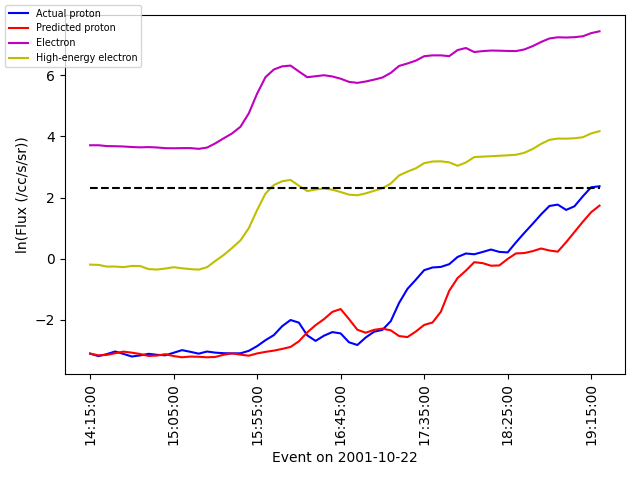 Actual proton
Predicted proton
Electron
High-energy electron
ln(Flux (/cc/s/sr))
6
4
2
0
−2
14:15:00
15:05:00
15:55:00
16:45:00
17:35:00
18:25:00
19:15:00
Event on 2001-10-22